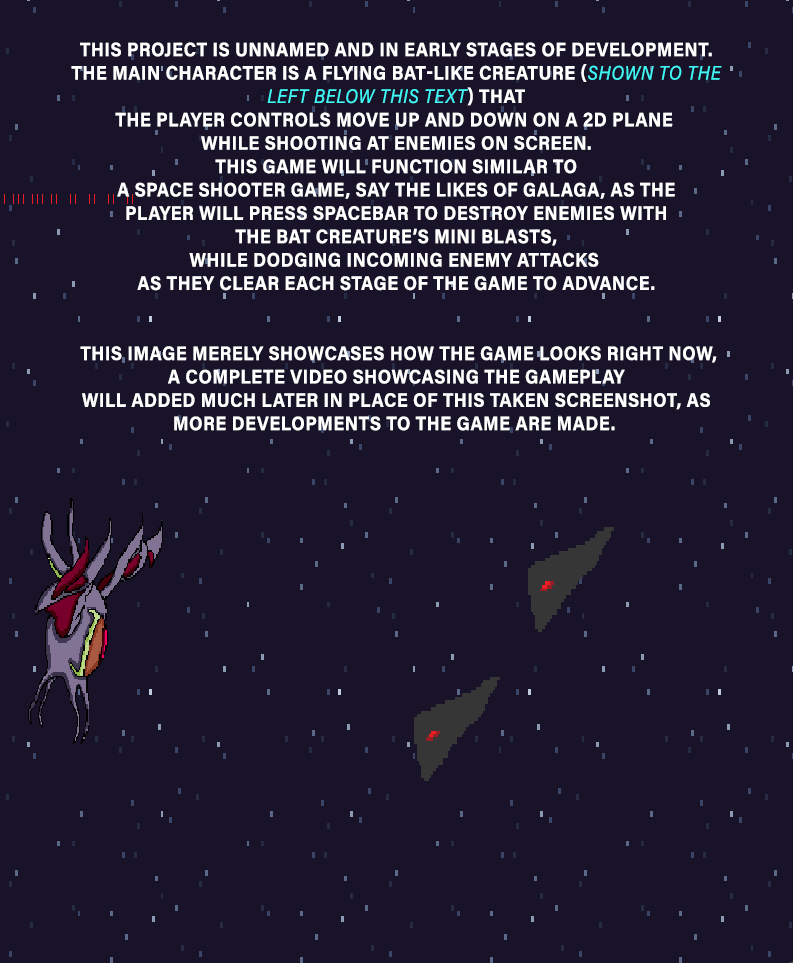 THIS PROJECT IS UNNAMED AND IN EARLY STAGES OF DEVELOPMENT.
THE MAIN CHARACTER IS A FLYING BAT-LIKE CREATURE (SHOWN TO THE
LEFT BELOW THIS TEXT) THAT
THE PLAYER CONTROLS MOVE UP AND DOWN ON A 2D PLANE
WHILE SHOOTING AT ENEMIES ON SCREEN.
THIS GAME WILL FUNCTION SIMILAR TO
A SPACE SHOOTER GAME, SAY THE LIKES OF GALAGA, AS THE
PLAYER WILL PRESS SPACEBAR TO DESTROY ENEMIES WITH
THE BAT CREATURE'S MINI BLASTS,
WHILE DODGING INCOMING ENEMY ATTACKS
AS THEY CLEAR EACH STAGE OF THE GAME TO ADVANCE.
THIS IMAGE MERELY SHOWCASES HOW THE GAME LOOKS RIGHT NOW,
A COMPLETE VIDEO SHOWCASING THE GAMEPLAY
WILL ADDED MUCH LATER IN PLACE OF THIS TAKEN SCREENSHOT, AS
MORE DEVELOPMENTS TO THE GAME ARE MADE.